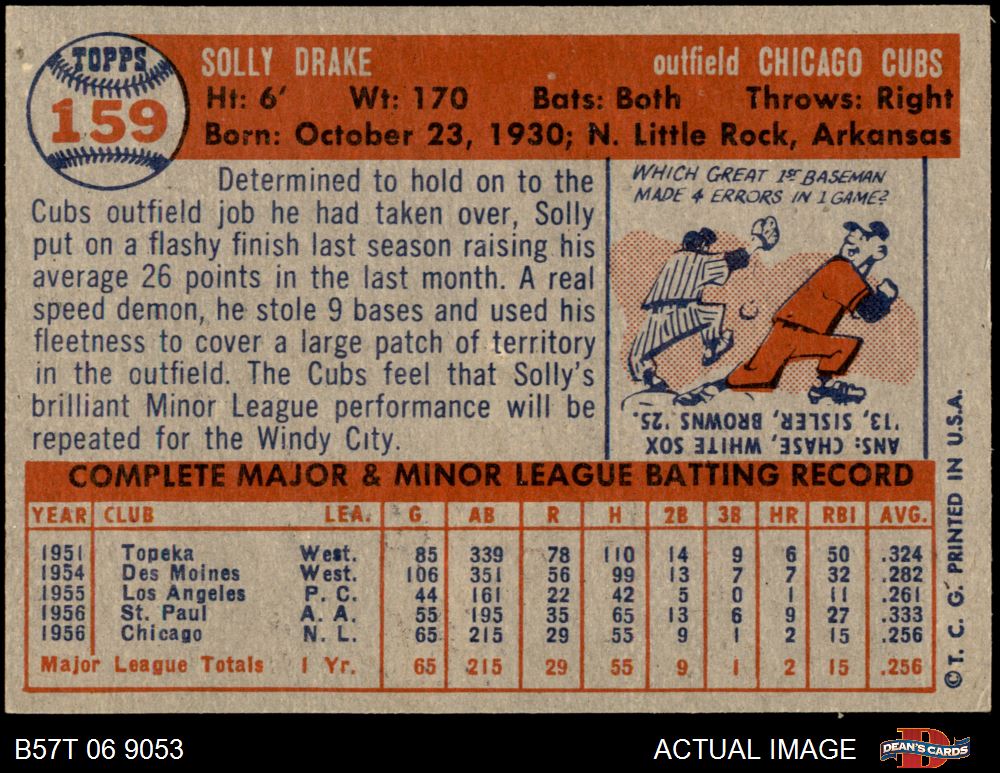 TOPPS
159
SOLLY DRAKE outfield CHICAGO CUBS
Ht: 6' Wt: 170 Bats: Both Throws: Right
Born: October 23, 1930; N. Little Rock, Arkansas
Determined to hold on to the
Cubs outfield job he had taken over, Solly
put on a flashy finish last season raising his
average 26 points in the last month. A real
speed demon, he stole 9 bases and used his
fleetness to cover a large patch of territory
in the outfield. The Cubs feel that Solly's
brilliant Minor League performance will be
repeated for the Windy City.
WHICH GREAT 1ST BASEMAN
MADE 4 ERRORS IN 1 GAME?
ANS: CHASE, WHITE SOX
'13, SISLER, BROWNS '25.
COMPLETE MAJOR & MINOR LEAGUE BATTING RECORD
YEAR CLUB LEA. G AB R H 2B 3B HR RBI AVG.
1951 Topeka West. 85 339 78 110 14 9 6 50 .324
1954 Des Moines West. 106 351 56 99 13 7 7 32 .282
1955 Los Angeles P. C. 44 161 22 42 5 0 1 11 .261
1956 St. Paul A. A. 55 195 35 65 13 6 9 27 .333
1956 Chicago N. L. 65 215 29 55 9 1 2 15 .256
Major League Totals 1 Yr. 65 215 29 55 9 1 2 15 .256
©T. C. G. PRINTED IN U.S.A.
B57T 06 9053 ACTUAL IMAGE
DEAN'S CARDS